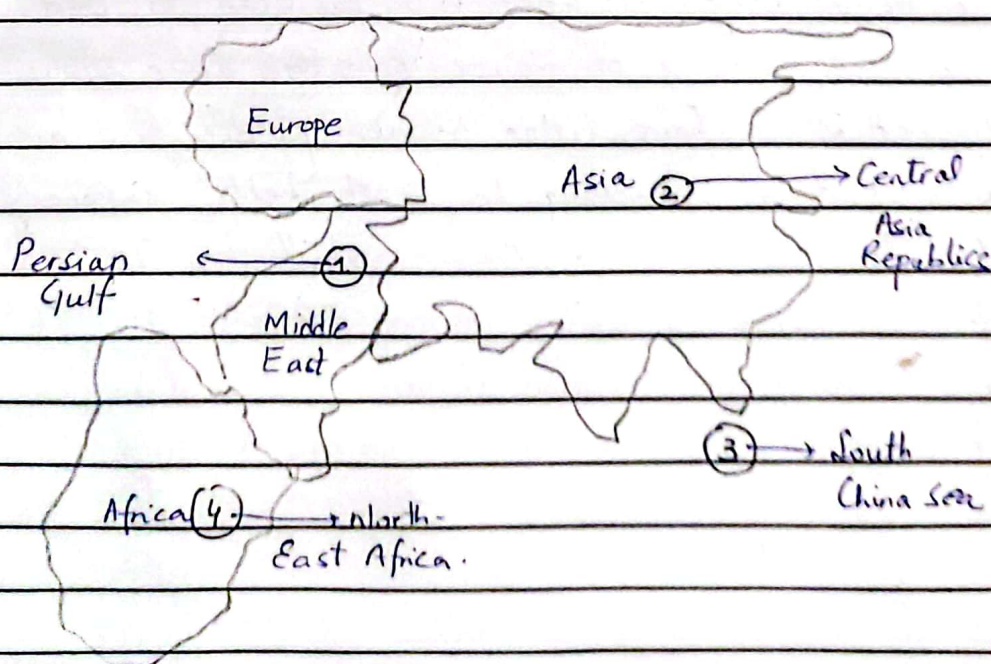 Europe
Asia ② → Central
Asia
Republics
Persian ← ①
Gulf
Middle
East
③ → South
China Sea
Africa ④ → North-
East Africa.